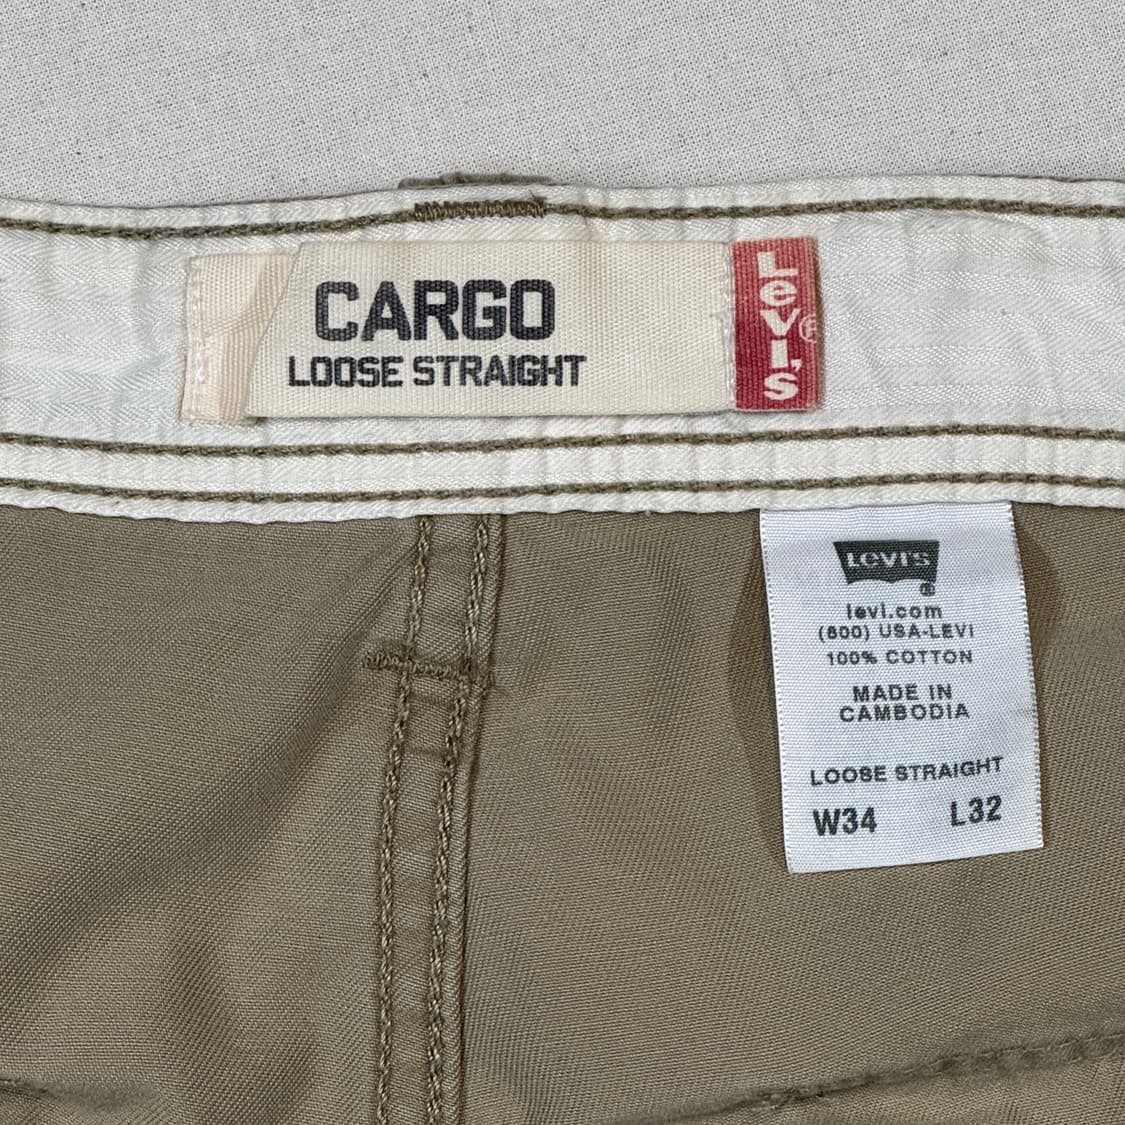 CARGO
LOOSE STRAIGHT
Levi's®
Levi's®
levi.com
(800) USA-LEVI
100% COTTON
MADE IN
CAMBODIA
LOOSE STRAIGHT
W34 L32